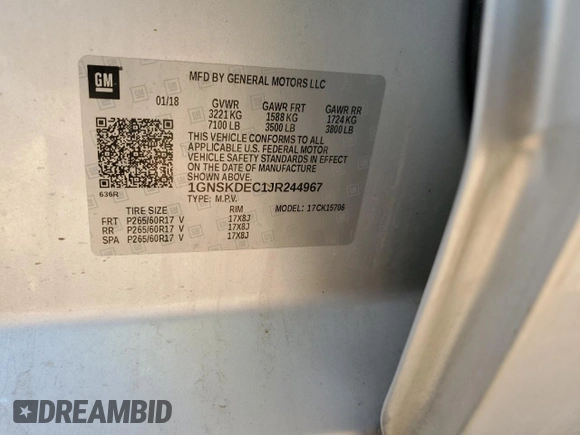 GM
MFD BY GENERAL MOTORS LLC
01/18 GVWR GAWR FRT GAWR RR
3221 KG 1588 KG 1724 KG
7100 LB 3500 LB 3800 LB
THIS VEHICLE CONFORMS TO ALL
APPLICABLE U.S. FEDERAL MOTOR
VEHICLE SAFETY STANDARDS IN EFFECT
ON THE DATE OF MANUFACTURE
SHOWN ABOVE.
1GNSKDEC1JR244967
636R
TYPE: M.P.V. MODEL: 17CK15706
TIRE SIZE RIM
FRT P265/60R17 V 17X8J
RR P265/60R17 V 17X8J
SPA P265/60R17 V 17X8J
DREAMBID